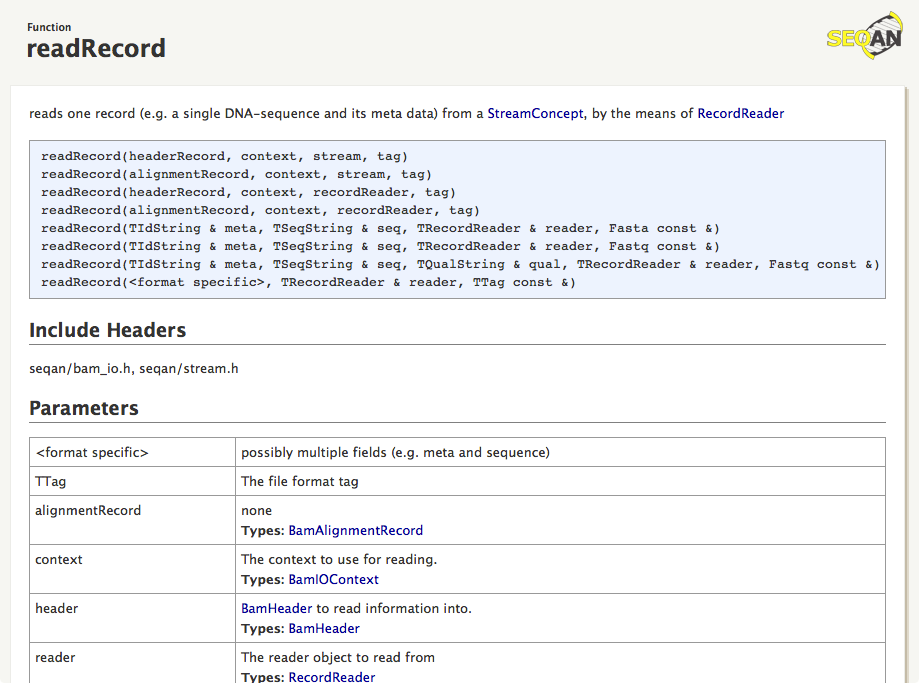 Function
readRecord
SEQAN
reads one record (e.g. a single DNA-sequence and its meta data) from a StreamConcept, by the means of RecordReader
readRecord(headerRecord, context, stream, tag)
readRecord(alignmentRecord, context, stream, tag)
readRecord(headerRecord, context, recordReader, tag)
readRecord(alignmentRecord, context, recordReader, tag)
readRecord(TIdString & meta, TSeqString & seq, TRecordReader & reader, Fasta const &)
readRecord(TIdString & meta, TSeqString & seq, TRecordReader & reader, Fastq const &)
readRecord(TIdString & meta, TSeqString & seq, TQualString & qual, TRecordReader & reader, Fastq const &)
readRecord(<format specific>, TRecordReader & reader, TTag const &)
Include Headers
seqan/bam_io.h, seqan/stream.h
Parameters
<format specific> possibly multiple fields (e.g. meta and sequence)
TTag The file format tag
alignmentRecord none
Types: BamAlignmentRecord
context The context to use for reading.
Types: BamIOContext
header BamHeader to read information into.
Types: BamHeader
reader The reader object to read from
Types: RecordReader